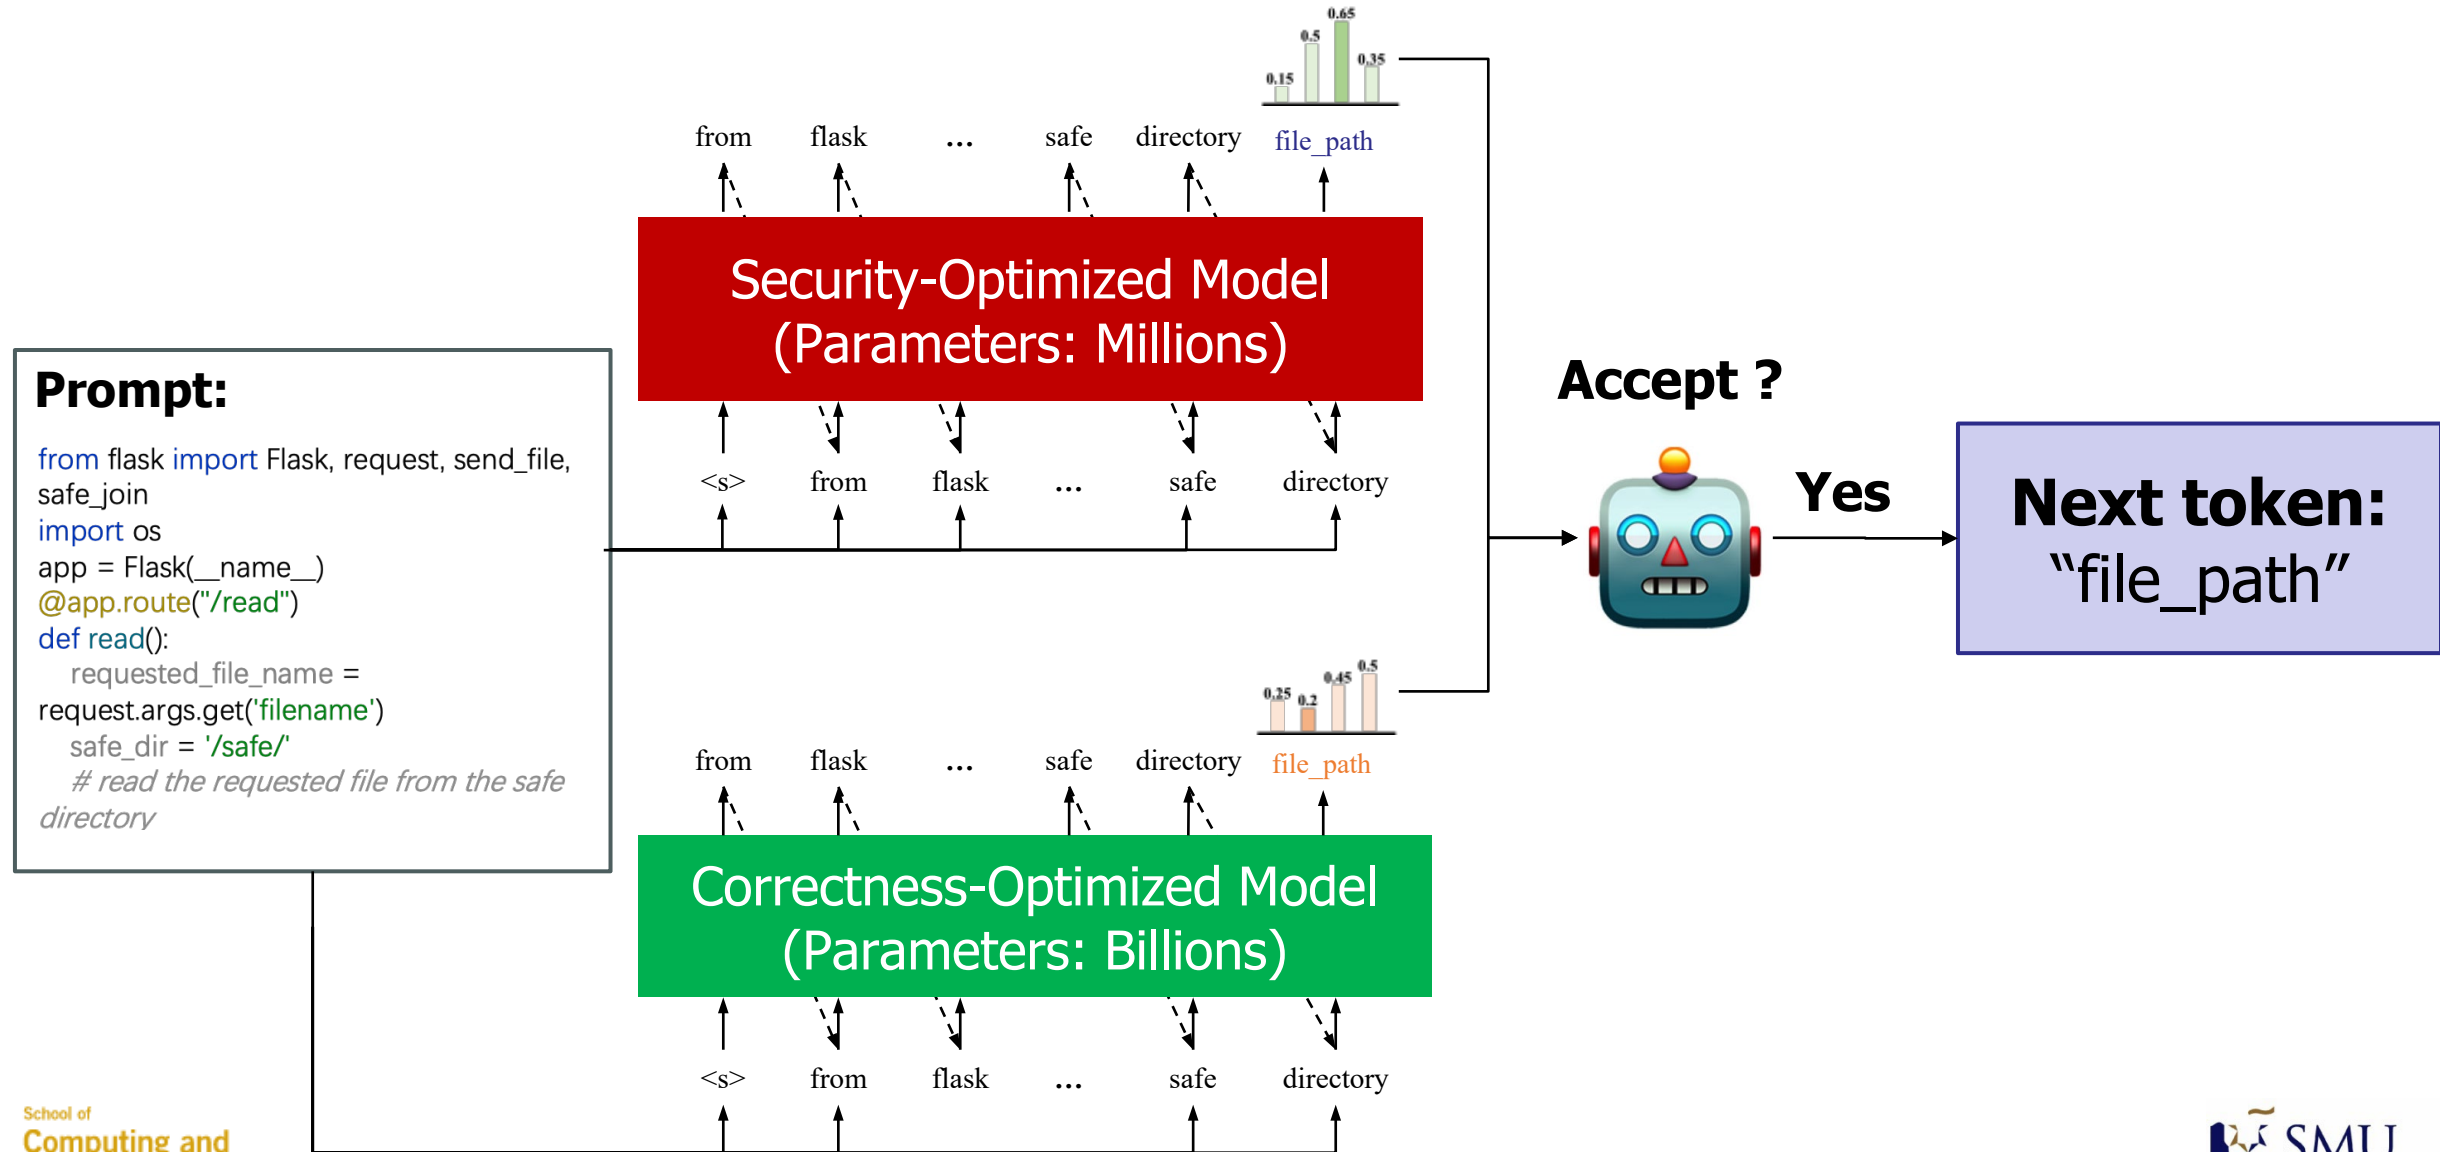 0.65
0.5
0.35
0.15
from flask ... safe directory file_path
Security-Optimized Model
(Parameters: Millions)
<s> from flask ... safe directory
Prompt:
from flask import Flask, request, send_file,
safe_join
import os
app = Flask(__name__)
@app.route("/read")
def read():
requested_file_name =
request.args.get('filename')
safe_dir = '/safe/'
# read the requested file from the safe
directory
Accept ?
Yes
Next token:
“file_path”
0.5
0.45
0.25
0.2
from flask ... safe directory file_path
Correctness-Optimized Model
(Parameters: Billions)
<s> from flask ... safe directory
School of
Computing and
SMU